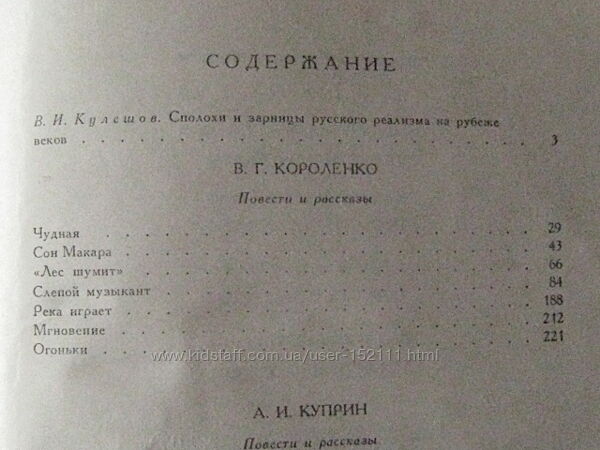 СОДЕРЖАНИЕ
В. И. Кулешов. Сполохи и зарницы русского реализма на рубеже
веков . . . . . . . . . . . . . . . . . . . 3
В. Г. КОРОЛЕНКО
Повести и рассказы
Чудная . . . . . . . . . . . . . . . . . . 29
Сон Макара . . . . . . . . . . . . . . . . 43
«Лес шумит» . . . . . . . . . . . . . . . . 66
Слепой музыкант . . . . . . . . . . . . . . 84
Река играет . . . . . . . . . . . . . . . . 188
Мгновение . . . . . . . . . . . . . . . . . 212
Огоньки . . . . . . . . . . . . . . . . . . 221
www.kidstaff.com.ua/user-152111.html
А. И. КУПРИН
Повести и рассказы